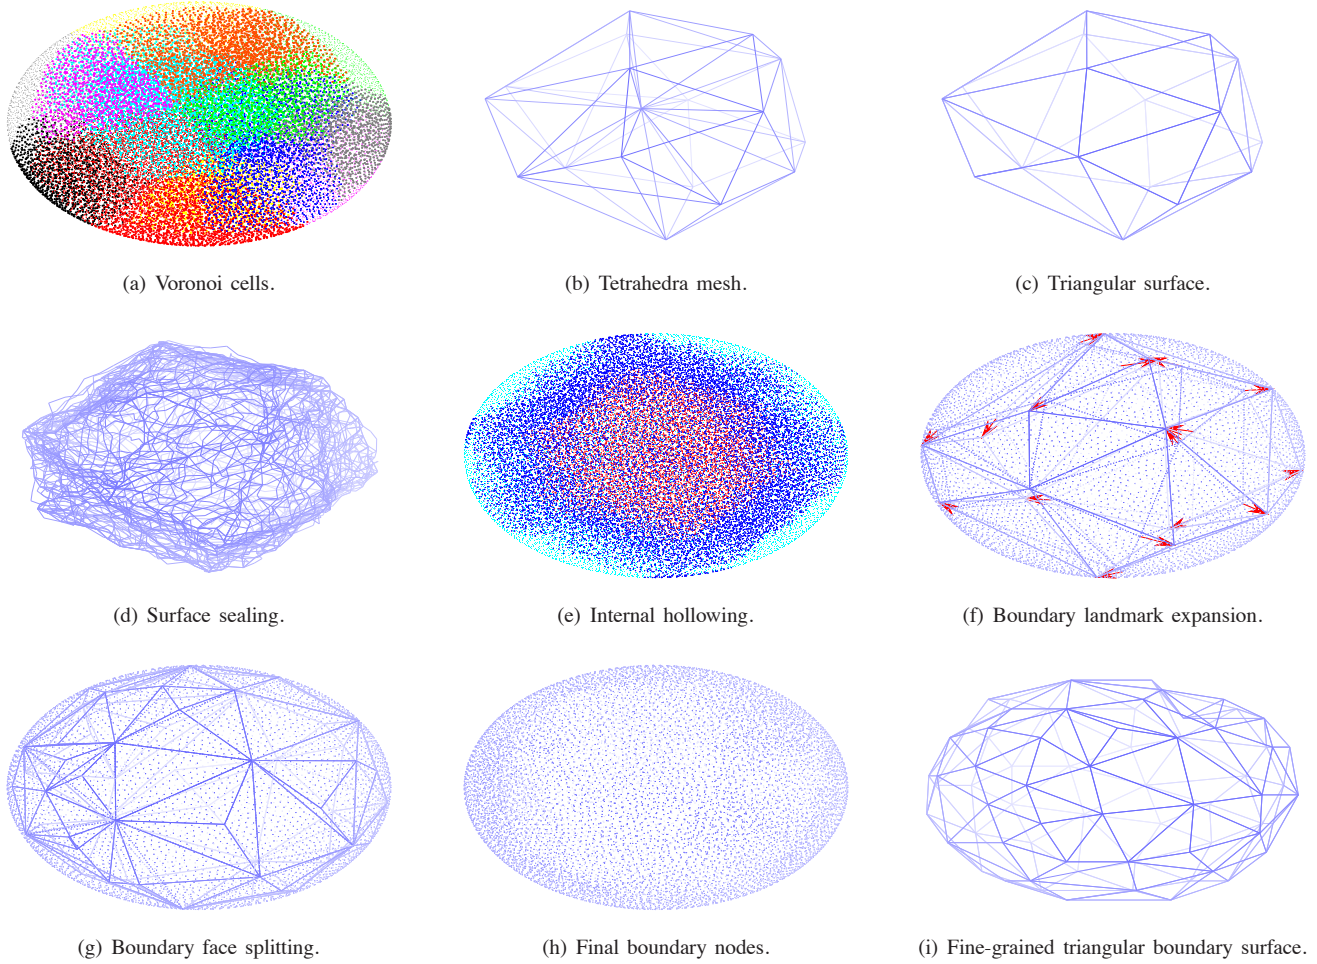 (a) Voronoi cells.
(b) Tetrahedra mesh.
(c) Triangular surface.
(d) Surface sealing.
(e) Internal hollowing.
(f) Boundary landmark expansion.
(g) Boundary face splitting.
(h) Final boundary nodes.
(i) Fine-grained triangular boundary surface.